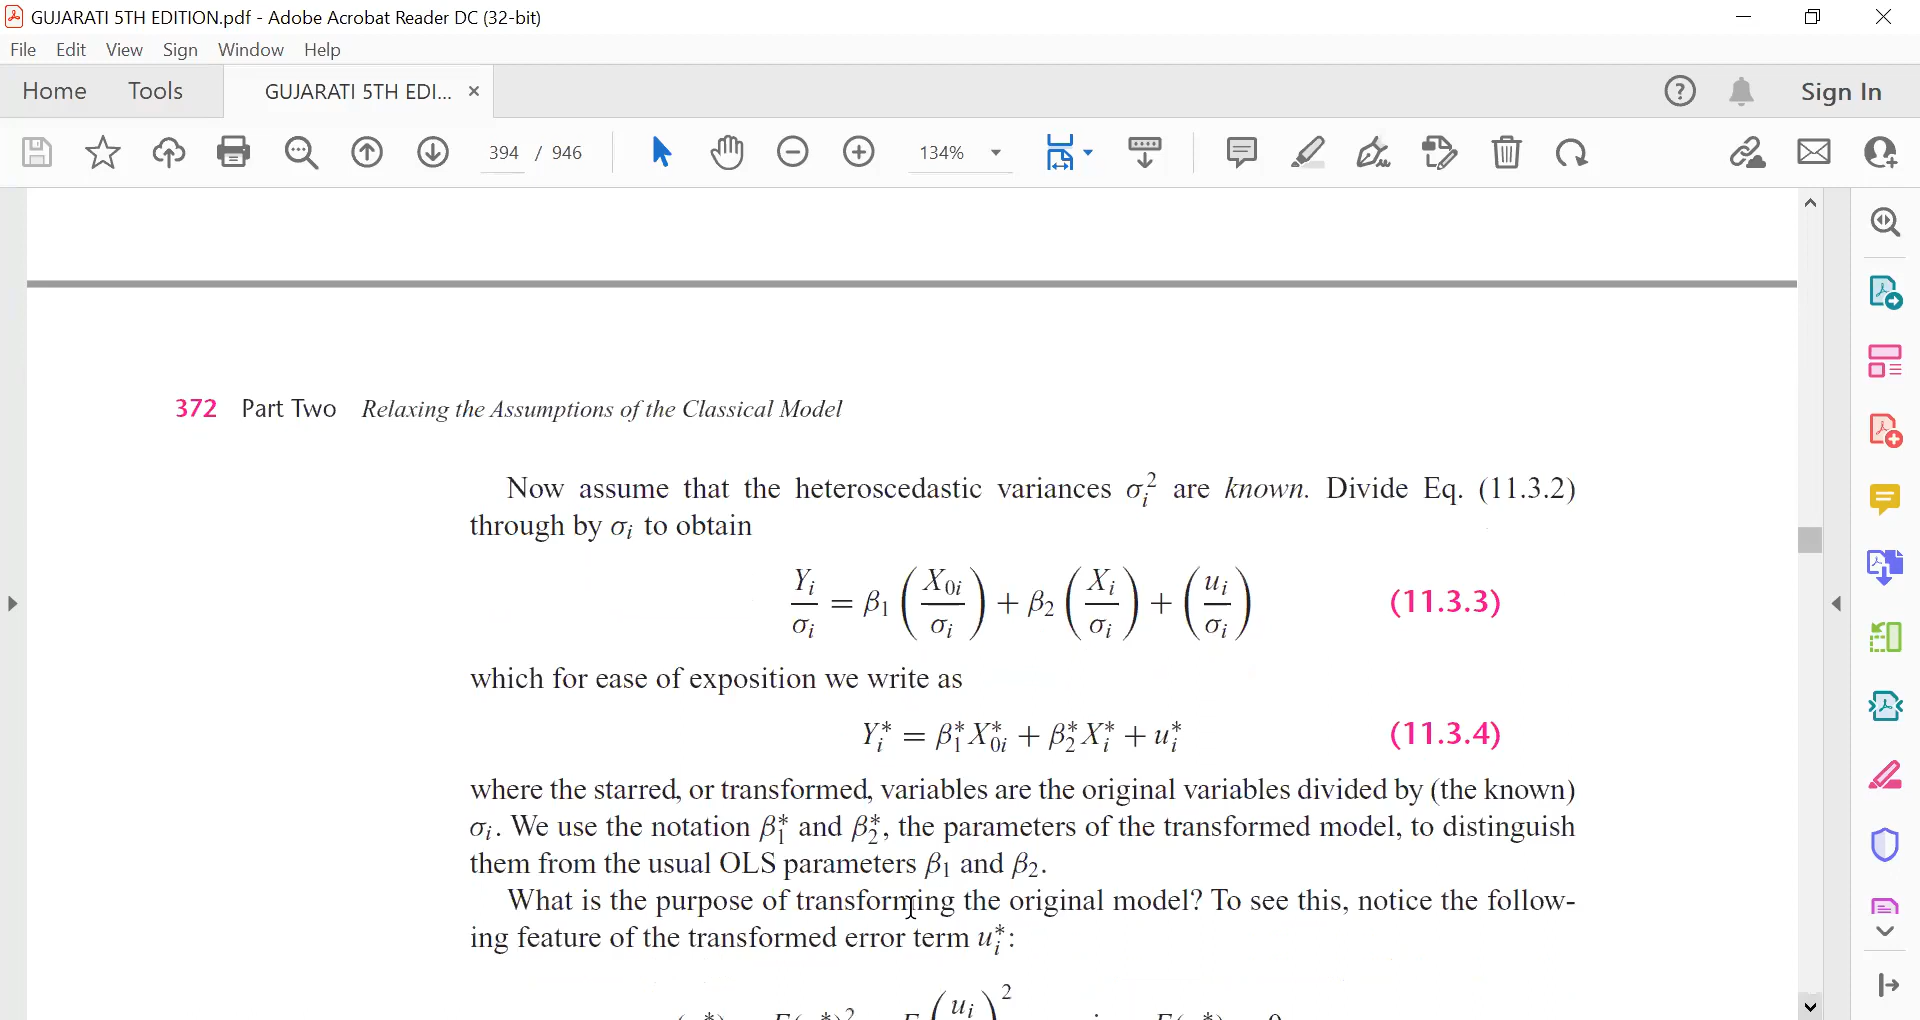 GUJARATI 5TH EDITION.pdf - Adobe Acrobat Reader DC (32-bit)
File Edit View Sign Window Help
Home Tools GUJARATI 5TH EDI... × Sign In
394 / 946 134%
372 Part Two Relaxing the Assumptions of the Classical Model
Now assume that the heteroscedastic variances σᵢ² are known. Divide Eq. (11.3.2)
through by σᵢ to obtain
Yᵢ/σᵢ = β₁ (X₀ᵢ/σᵢ) + β₂ (Xᵢ/σᵢ) + (uᵢ/σᵢ) (11.3.3)
which for ease of exposition we write as
Yᵢ* = β₁* X₀ᵢ* + β₂* Xᵢ* + uᵢ* (11.3.4)
where the starred, or transformed, variables are the original variables divided by (the known)
σᵢ. We use the notation β₁* and β₂*, the parameters of the transformed model, to distinguish
them from the usual OLS parameters β₁ and β₂.
What is the purpose of transforming the original model? To see this, notice the follow-
ing feature of the transformed error term uᵢ*: